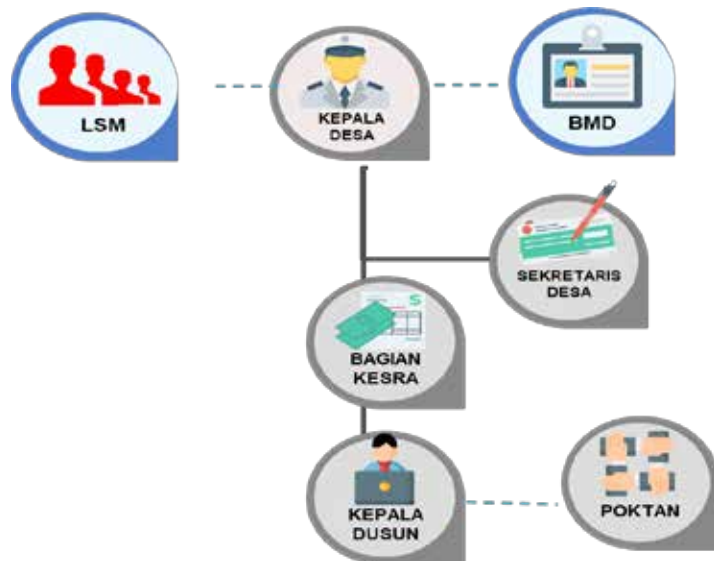 LSM
KEPALA
DESA
BMD
SEKRETARIS
DESA
$
BAGIAN
KESRA
KEPALA
DUSUN
POKTAN